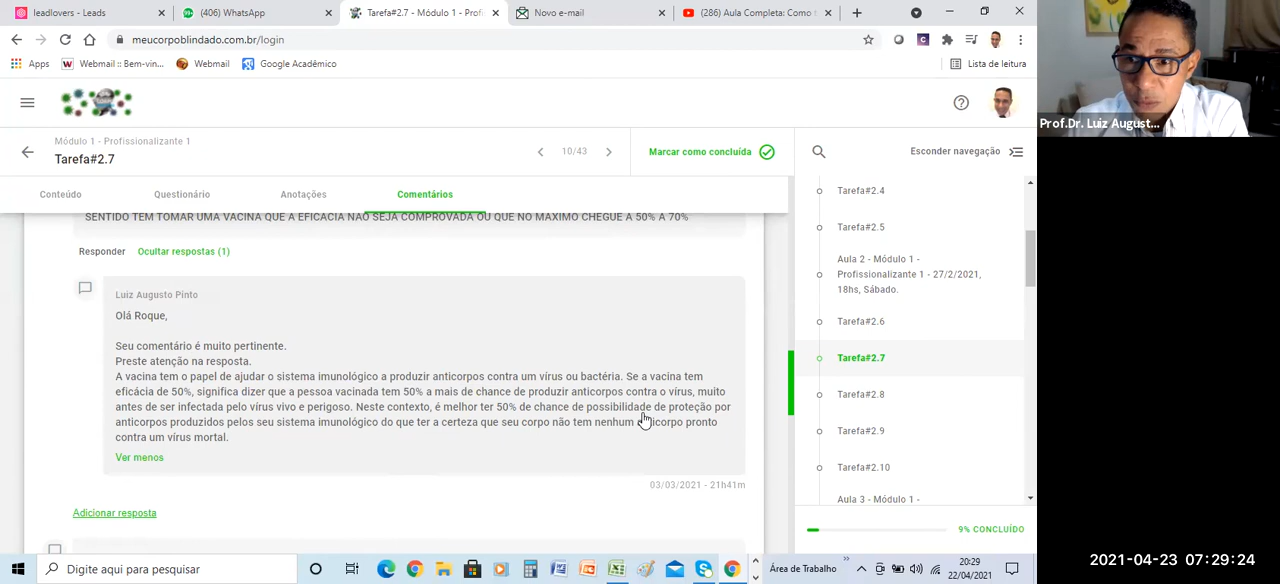 leadlovers - Leads
(406) WhatsApp
Tarefa#2.7 - Módulo 1 - Prof
Novo e-mail
(286) Aula Completa: Como
meucorpoblindado.com.br/login
Apps
Webmail :: Bem-vin...
Webmail
Google Acadêmico
Lista de leitura
Módulo 1 - Profissionalizante 1
Tarefa#2.7
10/43
Marcar como concluída
Esconder navegação
Conteúdo
Questionário
Anotações
Comentários
SENTIDO TEM TOMAR UMA VACINA QUE A EFICACIA NAO SEJA COMPROVADA OU QUE NO MAXIMO CHEGUE A 50% A 70%
Responder
Ocultar respostas (1)
Luiz Augusto Pinto
Olá Roque,
Seu comentário é muito pertinente.
Preste atenção na resposta.
A vacina tem o papel de ajudar o sistema imunológico a produzir anticorpos contra um vírus ou bactéria. Se a vacina tem
eficácia de 50%, significa dizer que a pessoa vacinada tem 50% a mais de chance de produzir anticorpos contra o vírus, muito
antes de ser infectada pelo vírus vivo e perigoso. Neste contexto, é melhor ter 50% de chance de possibilidade de proteção por
anticorpos produzidos pelos seu sistema imunológico do que ter a certeza que seu corpo não tem nenhum anticorpo pronto
contra um vírus mortal.
Ver menos
03/03/2021 - 21h41m
Adicionar resposta
Tarefa#2.4
Tarefa#2.5
Aula 2 - Módulo 1 -
Profissionalizante 1 - 27/2/2021,
18hs, Sábado.
Tarefa#2.6
Tarefa#2.7
Tarefa#2.8
Tarefa#2.9
Tarefa#2.10
Aula 3 - Módulo 1 -
9% CONCLUÍDO
Prof.Dr. Luiz August...
2021-04-23 07:29:24
Digite aqui para pesquisar
Área de Trabalho
20:29
22/04/2021